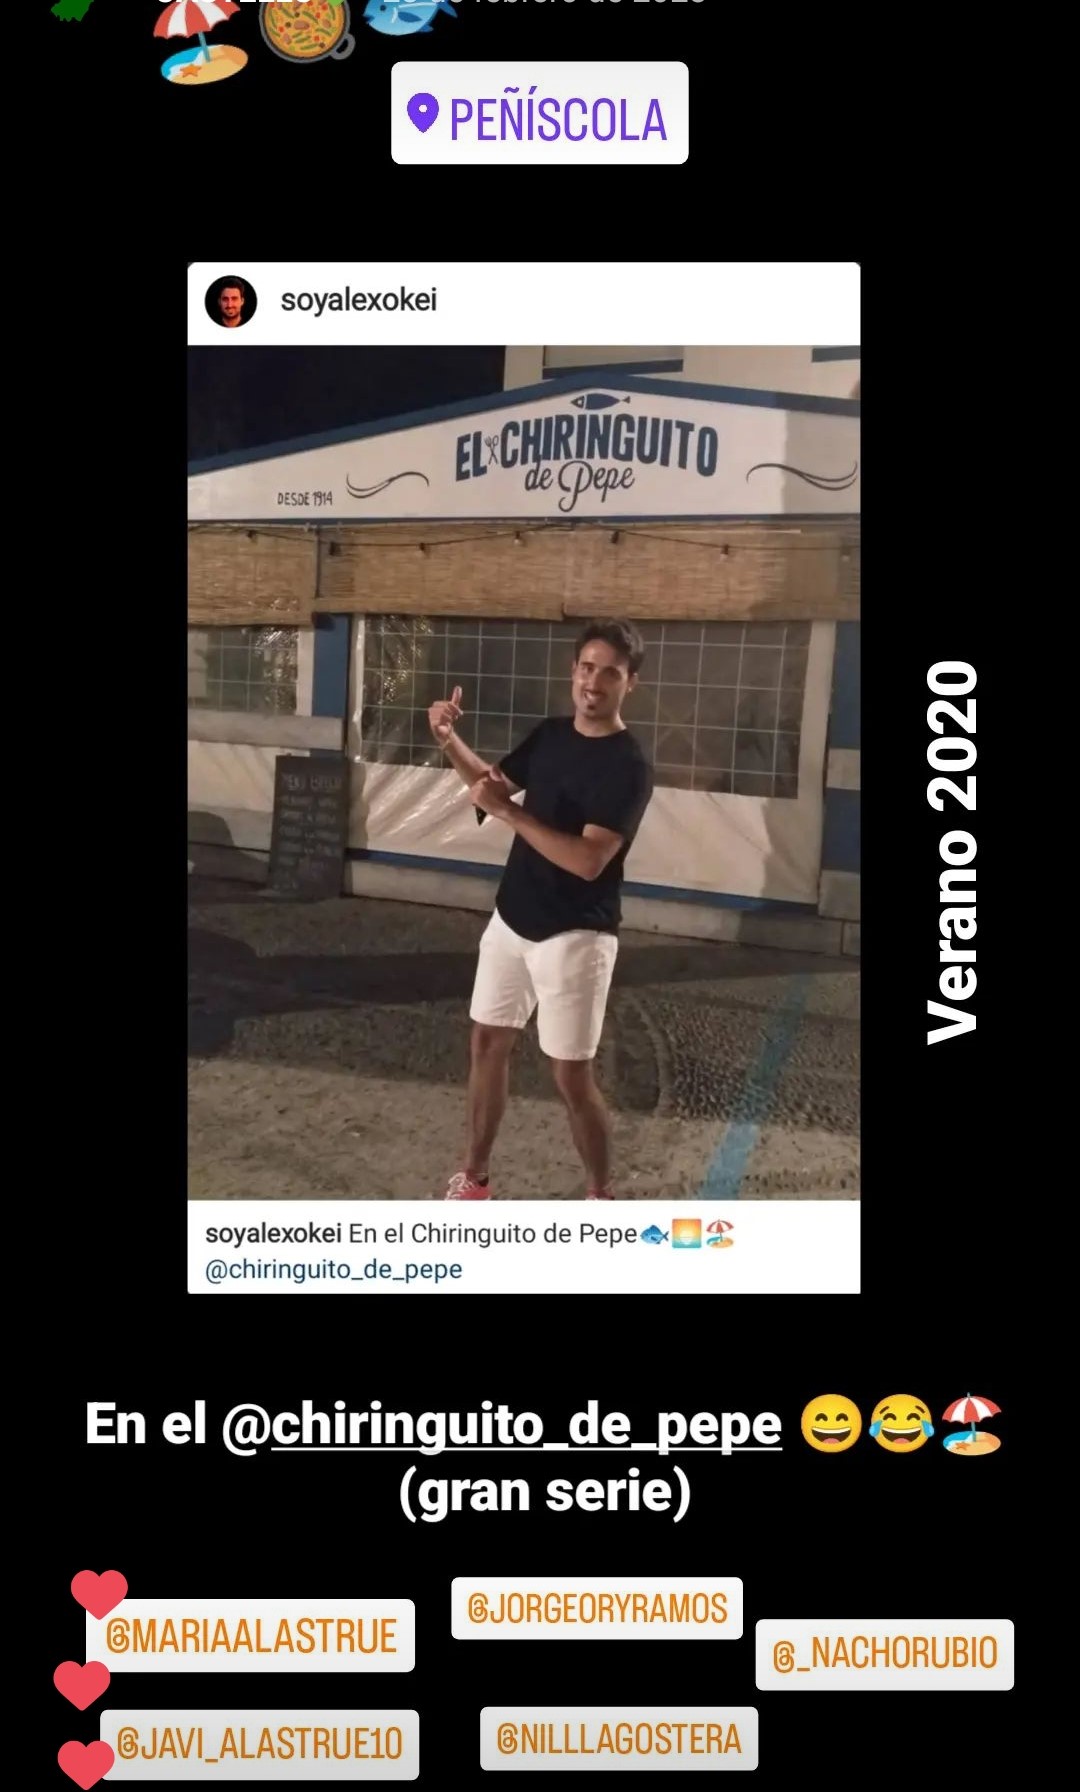 PEÑÍSCOLA
soyalexokei
EL CHIRINGUITO
de Pepe
DESDE 1914
Verano 2020
soyalexokei En el Chiringuito de Pepe🐟🌅🏖️
@chiringuito_de_pepe
En el @chiringuito_de_pepe 😄😂🏖️
(gran serie)
@MARIAALASTRUE
@JORGEORYRAMOS
@_NACHORUBIO
@JAVI_ALASTRUE10
@NILLLAGOSTERA